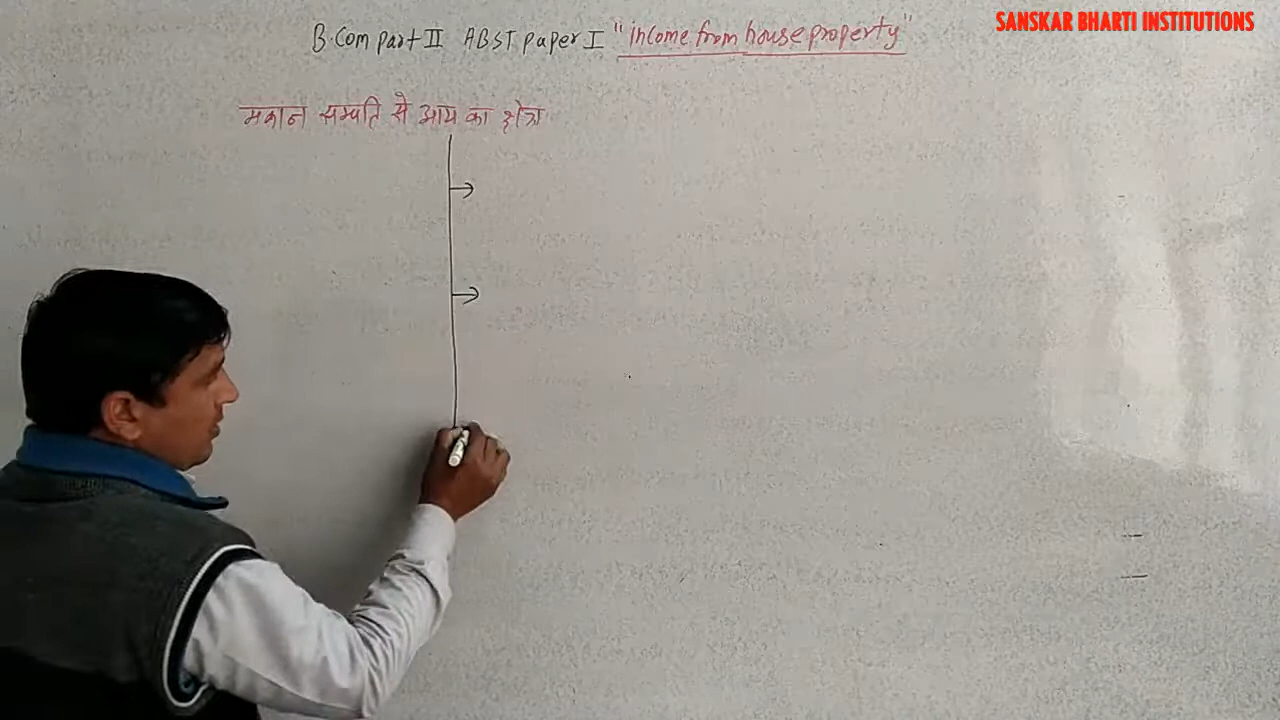 SANSKAR BHARTI INSTITUTIONS
B.Com part II ABST paper I "income from house property"
मकान सम्पति से आय का क्षेत्र